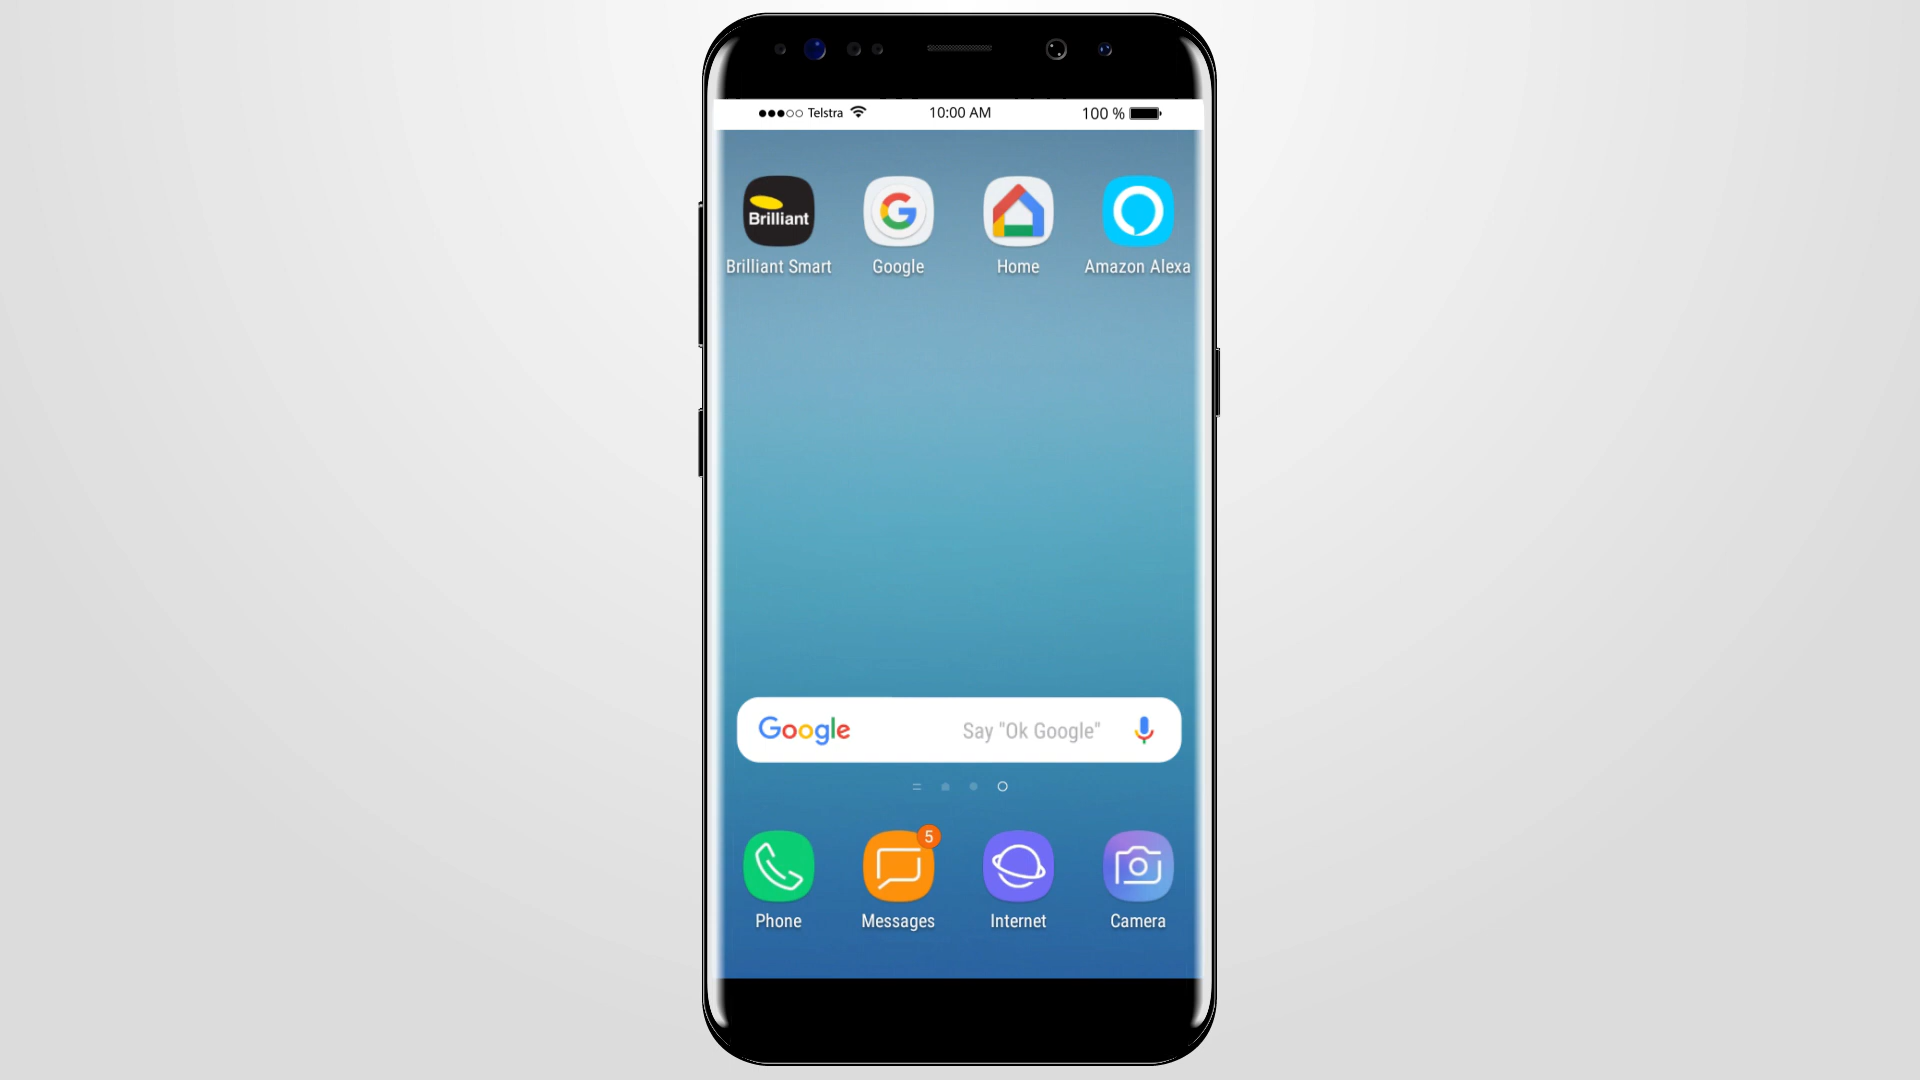 Telstra 10:00 AM 100 %
Brilliant
Brilliant Smart Google Home Amazon Alexa
Google Say "Ok Google"
5
Phone Messages Internet Camera